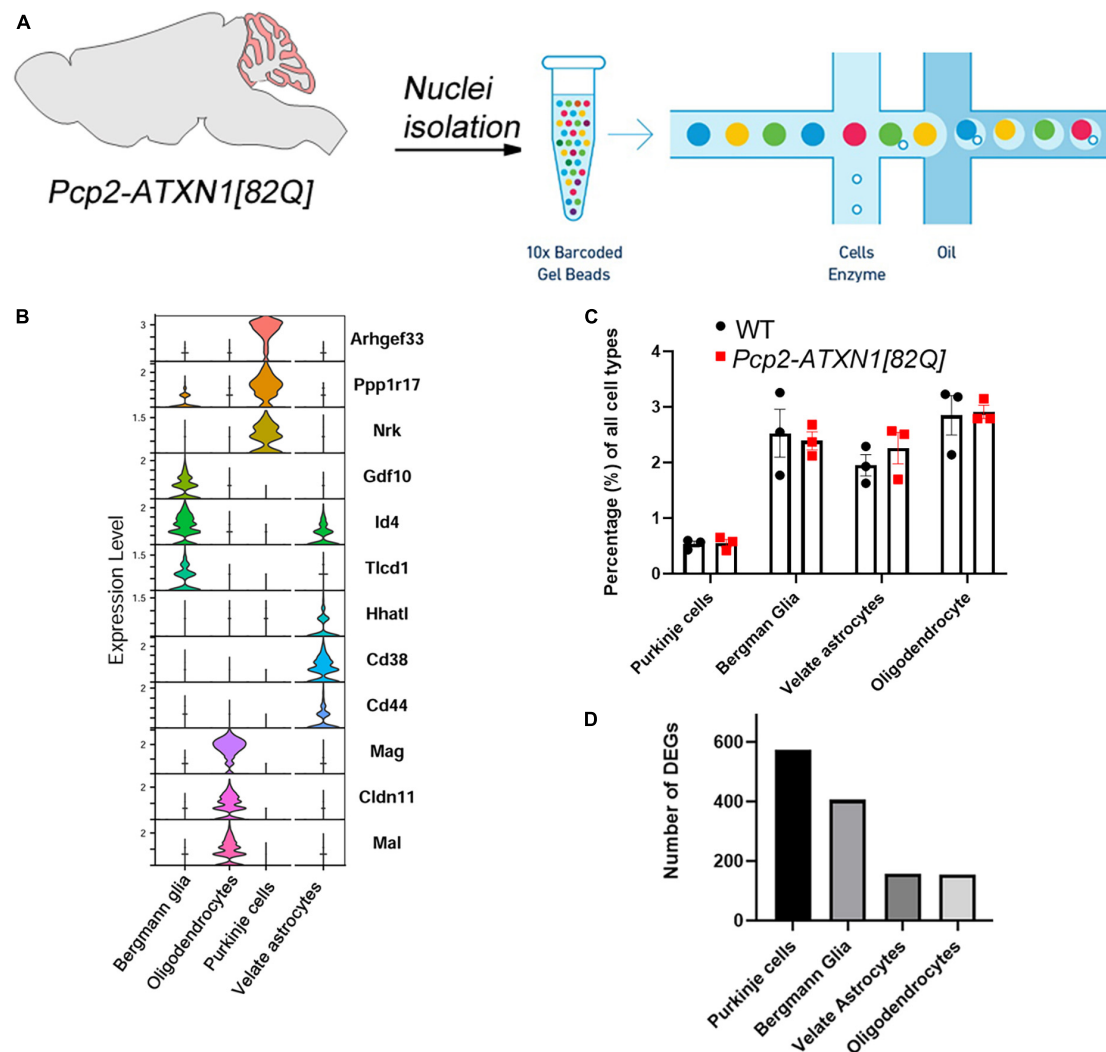 A
Pcp2-ATXN1[82Q]
Nuclei
isolation
10x Barcoded
Gel Beads
Cells
Enzyme
Oil
B
Expression Level
3
Arhgef33
2
Ppp1r17
1.5
Nrk
2
Gdf10
2
Id4
1.5
Tlcd1
1.5
Hhatl
2
Cd38
2
Cd44
2
Mag
2
Cldn11
2
Mal
Bergmann glia
Oligodendrocytes
Purkinje cells
Velate astrocytes
C
WT
Pcp2-ATXN1[82Q]
Percentage (%) of all cell types
4
3
2
1
0
Purkinje cells
Bergman Glia
Velate astrocytes
Oligodendrocyte
D
Number of DEGs
600
400
200
0
Purkinje cells
Bergmann Glia
Velate Astrocytes
Oligodendrocytes